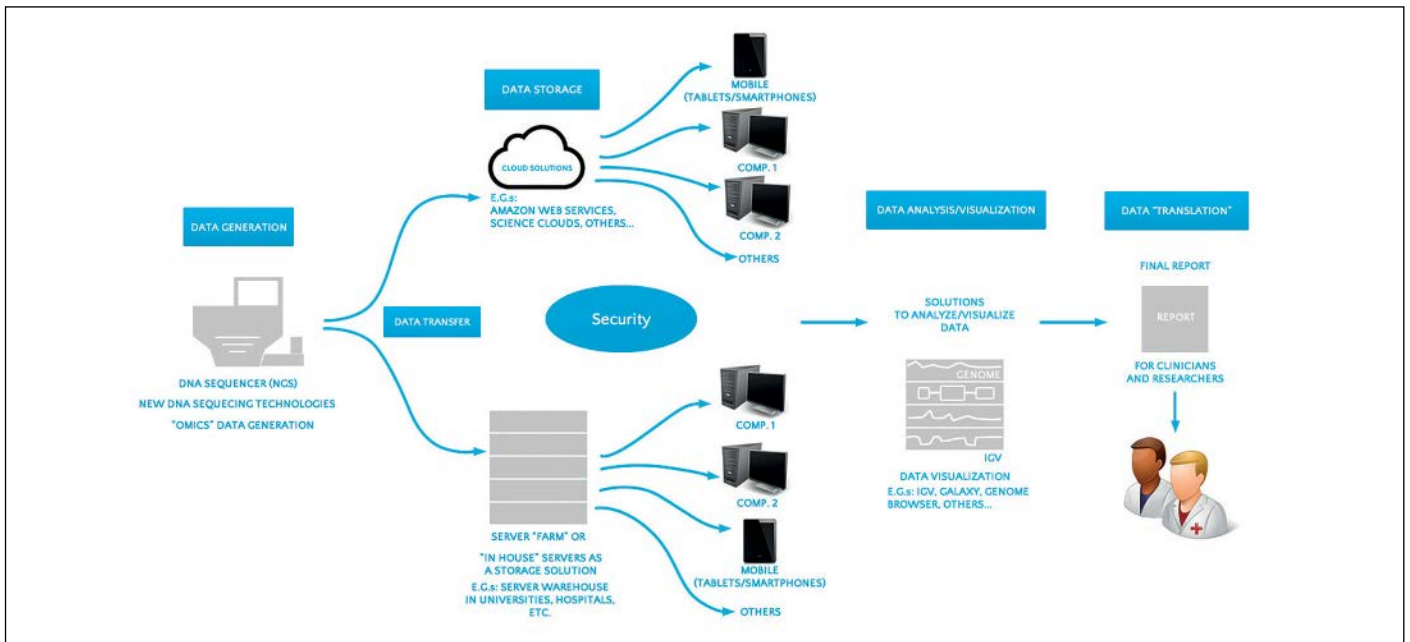 DATA GENERATION
DNA SEQUENCER (NGS)
NEW DNA SEQUECING TECHNOLOGIES
"OMICS" DATA GENERATION
DATA TRANSFER
DATA STORAGE
CLOUD SOLUTIONS
E.G.s:
AMAZON WEB SERVICES,
SCIENCE CLOUDS, OTHERS...
MOBILE
(TABLETS/SMARTPHONES)
COMP. 1
COMP. 2
OTHERS
Security
SERVER "FARM" OR
"IN HOUSE" SERVERS AS
A STORAGE SOLUTION
E.G.s: SERVER WAREHOUSE
IN UNIVERSITIES, HOSPITALS,
ETC.
COMP. 1
COMP. 2
MOBILE
(TABLETS/SMARTPHONES)
OTHERS
DATA ANALYSIS/VISUALIZATION
SOLUTIONS
TO ANALYZE/VISUALIZE
DATA
GENOME
IGV
DATA VISUALIZATION
E.G.s: IGV, GALAXY, GENOME
BROWSER, OTHERS...
DATA "TRANSLATION"
FINAL REPORT
REPORT
FOR CLINICIANS
AND RESEARCHERS